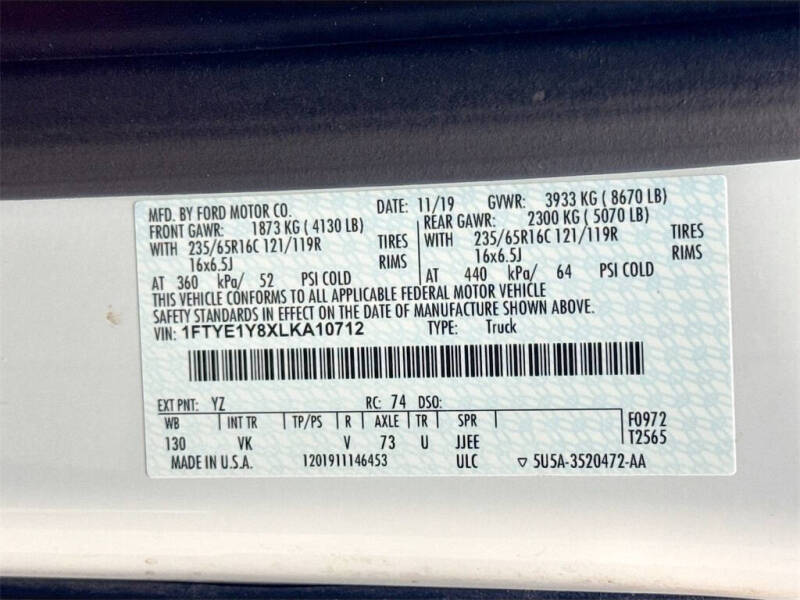 MFD. BY FORD MOTOR CO. DATE: 11/19 GVWR: 3933 KG ( 8670 LB)
FRONT GAWR: 1873 KG ( 4130 LB) REAR GAWR: 2300 KG ( 5070 LB)
WITH 235/65R16C 121/119R TIRES WITH 235/65R16C 121/119R TIRES
16x6.5J RIMS 16x6.5J RIMS
AT 360 kPa/ 52 PSI COLD AT 440 kPa/ 64 PSI COLD
THIS VEHICLE CONFORMS TO ALL APPLICABLE FEDERAL MOTOR VEHICLE
SAFETY STANDARDS IN EFFECT ON THE DATE OF MANUFACTURE SHOWN ABOVE.
VIN: 1FTYE1Y8XLKA10712 TYPE: Truck
EXT PNT: YZ RC: 74 DSO:
WB INT TR TP/PS R AXLE TR SPR F0972
130 VK V 73 U JJEE T2565
MADE IN U.S.A. 1201911146453 ULC ▽ 5U5A-3520472-AA